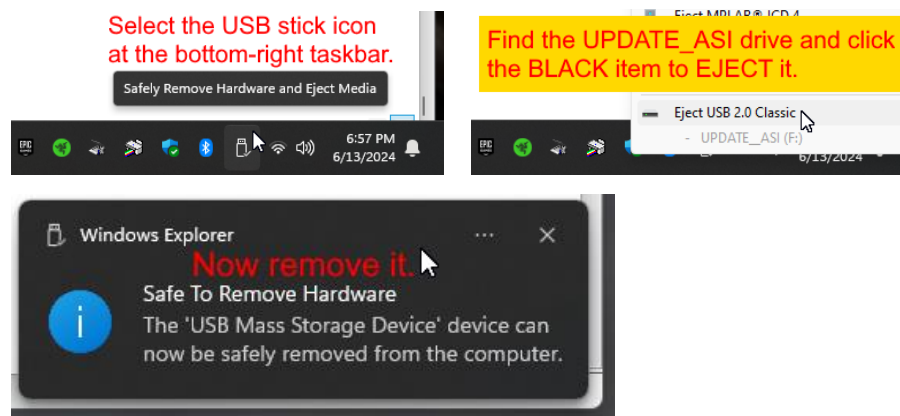 Select the USB stick icon
at the bottom-right taskbar.
Safely Remove Hardware and Eject Media
EPIC
6:57 PM
6/13/2024
Find the UPDATE_ASI drive and click
the BLACK item to EJECT it.
Eject USB 2.0 Classic
- UPDATE_ASI (F:)
EPIC
6/13/2024
Windows Explorer
Now remove it.
Safe To Remove Hardware
The 'USB Mass Storage Device' device can
now be safely removed from the computer.